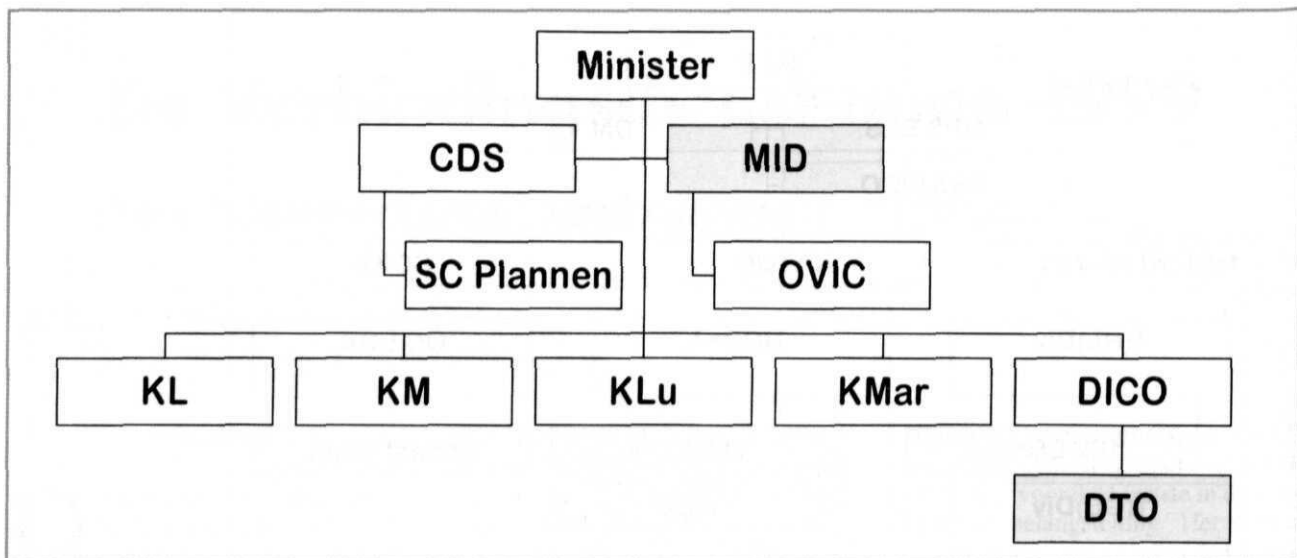 Minister
CDS
MID
SC Plannen
OVIC
KL
KM
KLu
KMar
DICO
DTO